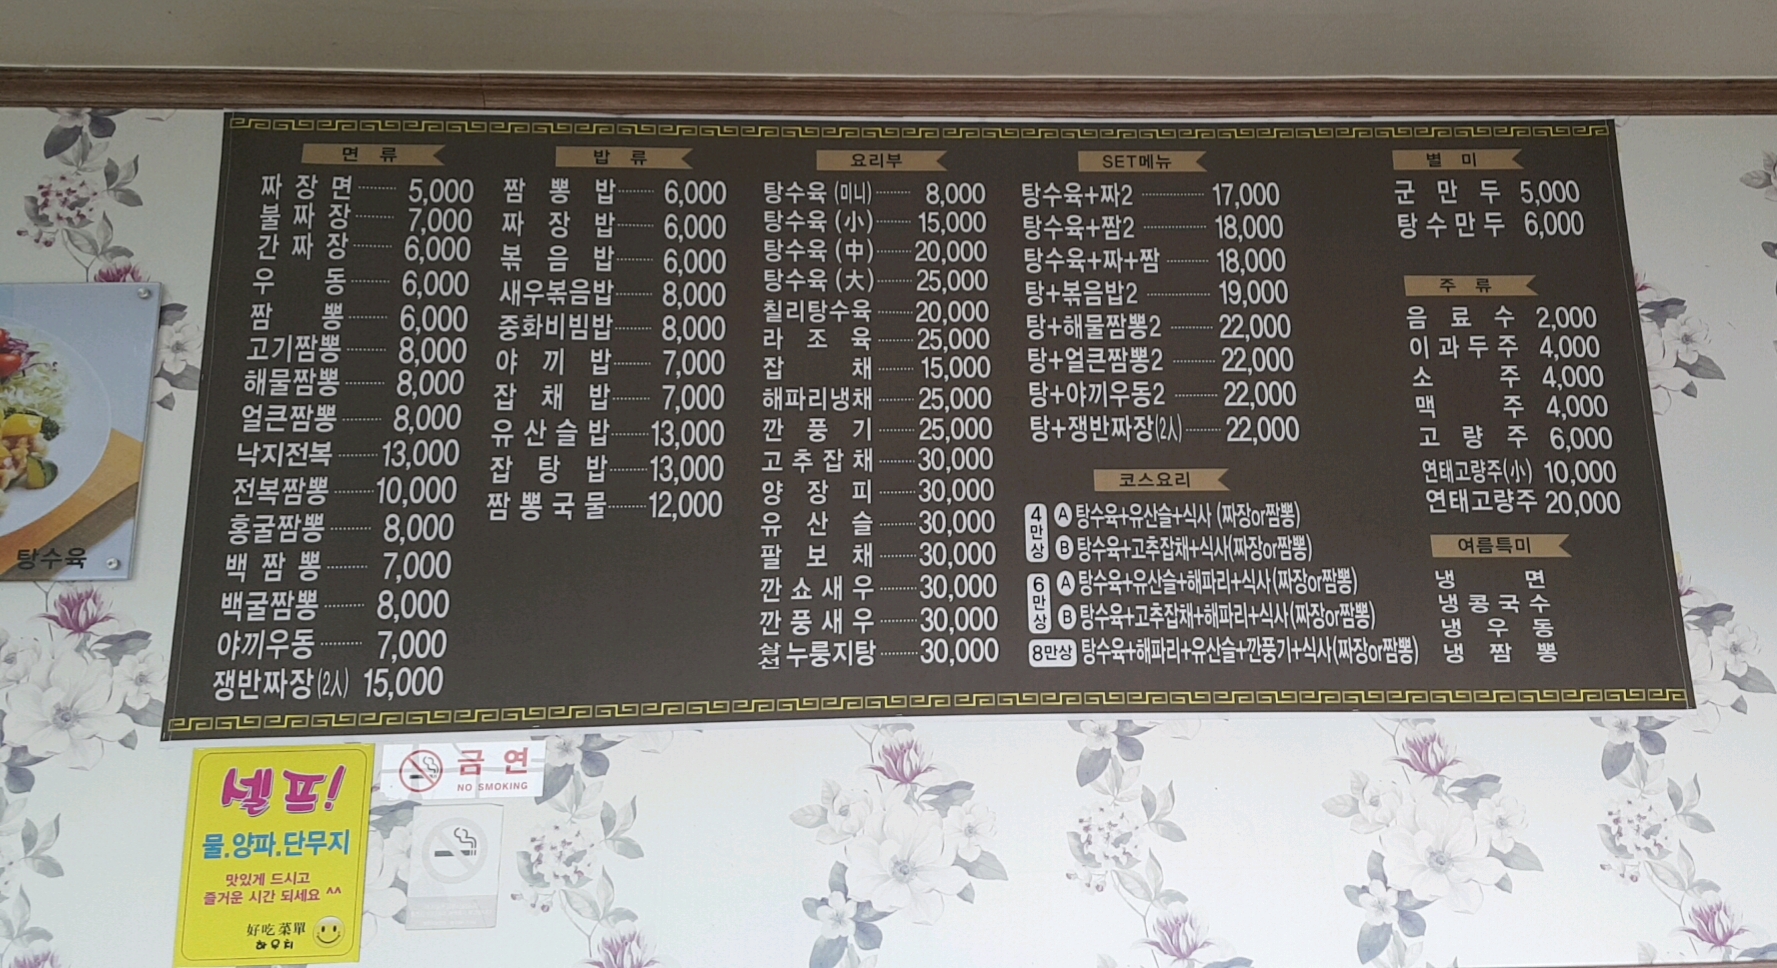 면 류
짜 장 면 5,000
불 짜 장 7,000
간 짜 장 6,000
우 동 6,000
짬 뽕 6,000
고기짬뽕 8,000
해물짬뽕 8,000
얼큰짬뽕 8,000
낙지전복 13,000
전복짬뽕 10,000
홍굴짬뽕 8,000
백 짬 뽕 7,000
백굴짬뽕 8,000
야끼우동 7,000
쟁반짜장(2人) 15,000
밥 류
짬 뽕 밥 6,000
짜 장 밥 6,000
볶 음 밥 6,000
새우볶음밥 8,000
중화비빔밥 8,000
야 끼 밥 7,000
잡 채 밥 7,000
유산슬밥 13,000
잡 탕 밥 13,000
짬뽕국물 12,000
요리부
탕수육 (미니) 8,000
탕수육 (小) 15,000
탕수육 (中) 20,000
탕수육 (大) 25,000
칠리탕수육 20,000
라 조 육 25,000
잡 채 15,000
해파리냉채 25,000
깐 풍 기 25,000
고추잡채 30,000
양 장 피 30,000
유 산 슬 30,000
팔 보 채 30,000
깐쇼새우 30,000
깐풍새우 30,000
삼선누룽지탕 30,000
SET메뉴
탕수육+짜2 17,000
탕수육+짬2 18,000
탕수육+짜+짬 18,000
탕+볶음밥2 19,000
탕+해물짬뽕2 22,000
탕+얼큰짬뽕2 22,000
탕+야끼우동2 22,000
탕+쟁반짜장(2人) 22,000
코스요리
4만상 A 탕수육+유산슬+식사 (짜장or짬뽕)
B 탕수육+고추잡채+식사(짜장or짬뽕)
6만상 A 탕수육+유산슬+해파리+식사(짜장or짬뽕)
B 탕수육+고추잡채+해파리+식사(짜장or짬뽕)
8만상 탕수육+해파리+유산슬+깐풍기+식사(짜장or짬뽕)
별 미
군 만 두 5,000
탕수만두 6,000
주 류
음 료 수 2,000
이과두주 4,000
소 주 4,000
맥 주 4,000
고 량 주 6,000
연태고량주(小) 10,000
연태고량주 20,000
여름특미
냉 면
냉콩국수
냉 우 동
냉 짬 뽕
탕수육
셀프!
물.양파.단무지
맛있게 드시고
즐거운 시간 되세요 ^^
好吃菜單
하오츠
금 연
NO SMOKING